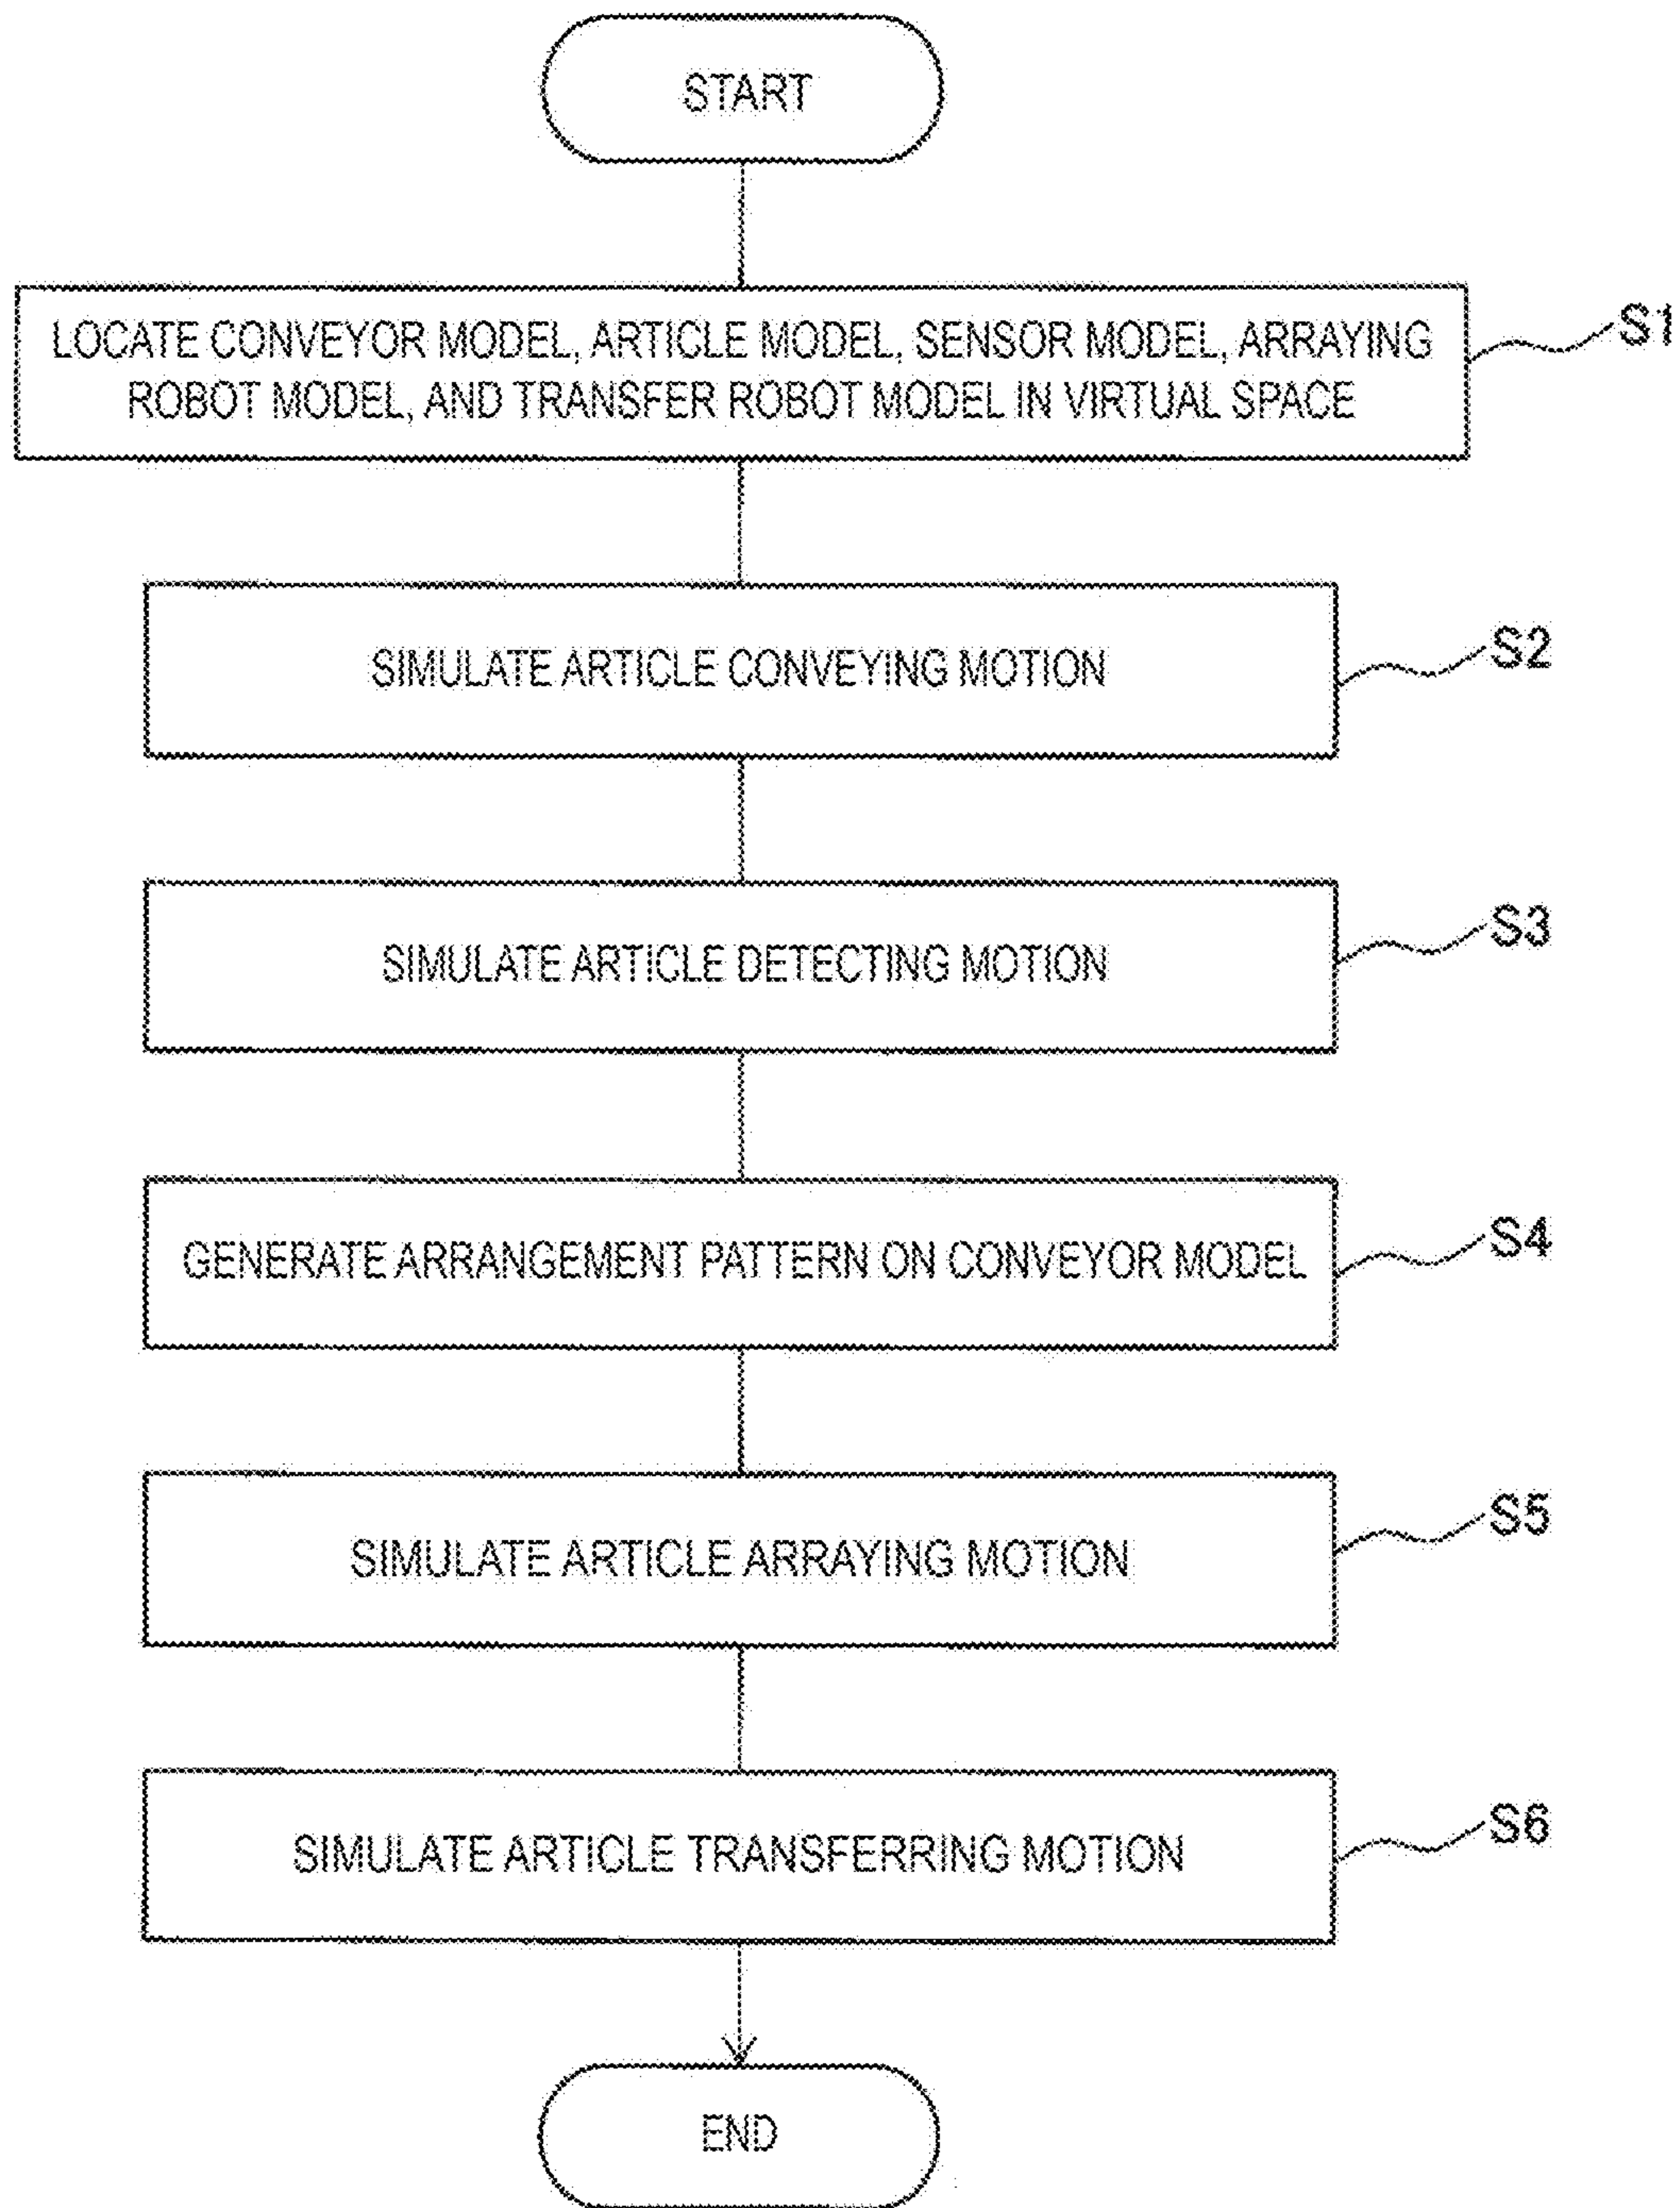 START
LOCATE CONVEYOR MODEL, ARTICLE MODEL, SENSOR MODEL, ARRAYING
ROBOT MODEL, AND TRANSFER ROBOT MODEL IN VIRTUAL SPACE
S1
SIMULATE ARTICLE CONVEYING MOTION
S2
SIMULATE ARTICLE DETECTING MOTION
S3
GENERATE ARRANGEMENT PATTERN ON CONVEYOR MODEL
S4
SIMULATE ARTICLE ARRAYING MOTION
S5
SIMULATE ARTICLE TRANSFERRING MOTION
S6
END